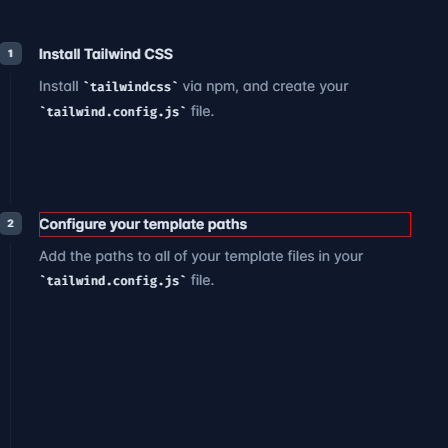 1
Install Tailwind CSS
Install `tailwindcss` via npm, and create your
`tailwind.config.js` file.
2
Configure your template paths
Add the paths to all of your template files in your
`tailwind.config.js` file.